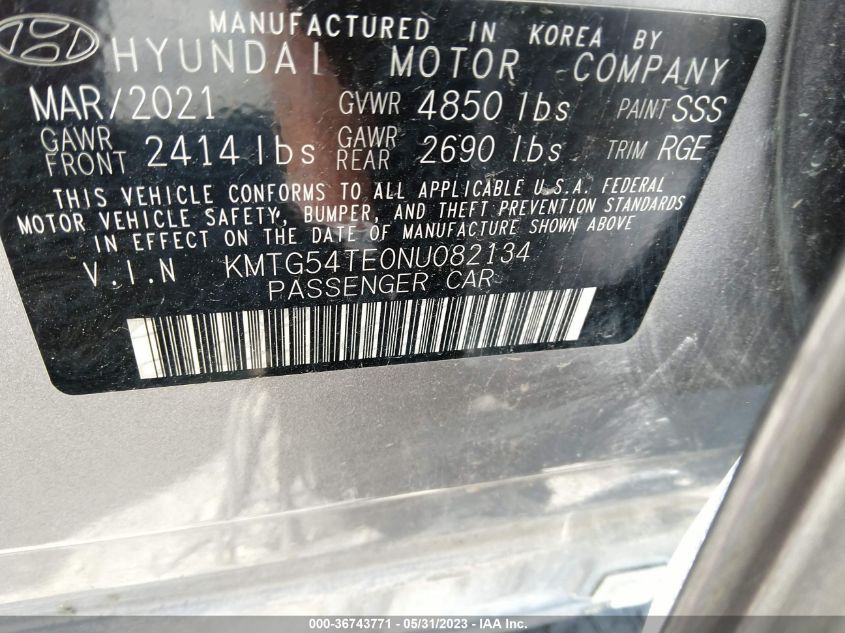 MANUFACTURED IN KOREA BY
HYUNDAI MOTOR COMPANY
MAR/2021 GVWR 4850 lbs PAINT SSS
GAWR FRONT 2414 lbs GAWR REAR 2690 lbs TRIM RGE
THIS VEHICLE CONFORMS TO ALL APPLICABLE U.S.A. FEDERAL
MOTOR VEHICLE SAFETY, BUMPER, AND THEFT PREVENTION STANDARDS
IN EFFECT ON THE DATE OF MANUFACTURE SHOWN ABOVE
V.I.N KMTG54TE0NU082134
PASSENGER CAR
000-36743771 - 05/31/2023 - IAA Inc.